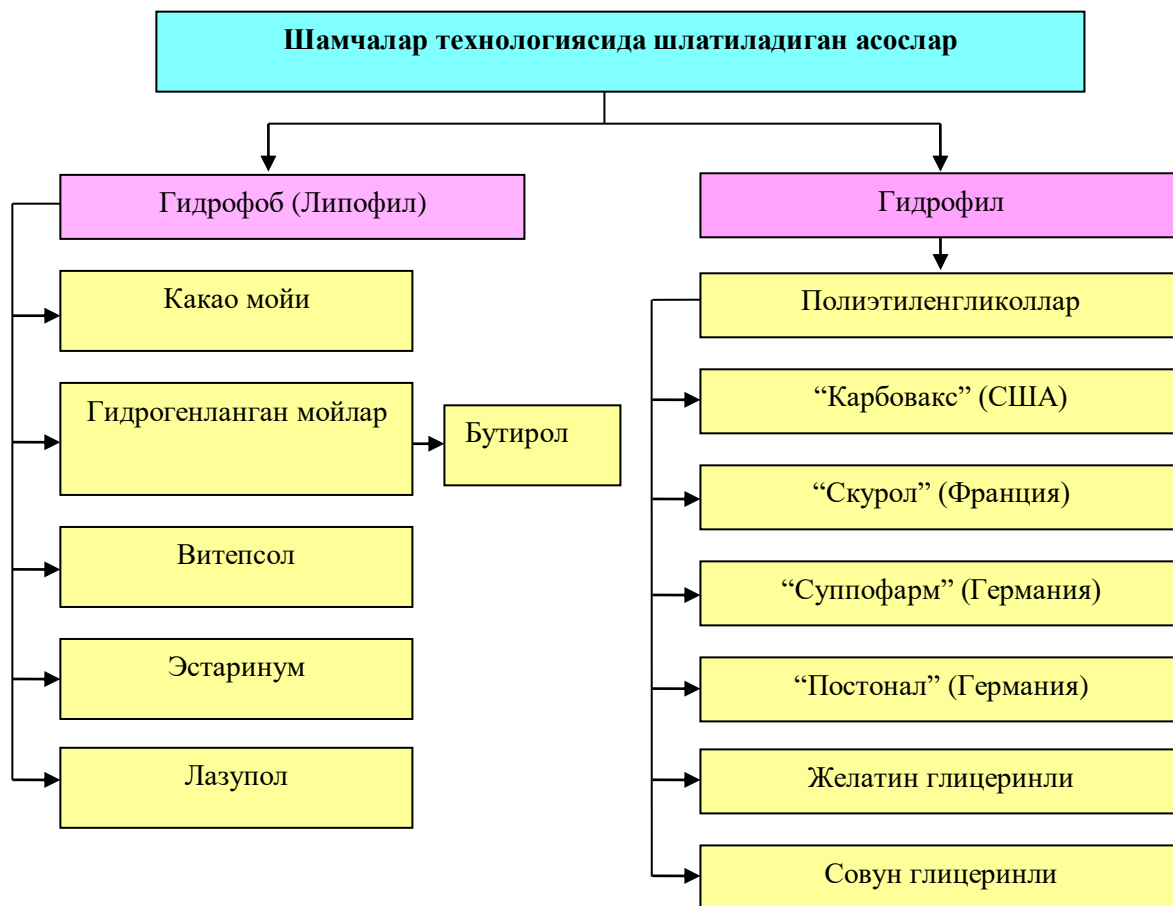 Шамчалар технологиясида шлатиладиган асослар
Гидрофоб (Липофил)
Какао мойи
Гидрогенланган мойлар
Бутирол
Витепсол
Эстаринум
Лазупол
Гидрофил
Полиэтиленгликоллар
“Карбовакс” (США)
“Скурол” (Франция)
“Суппофарм” (Германия)
“Постонал” (Германия)
Желатин глицеринли
Совун глицеринли